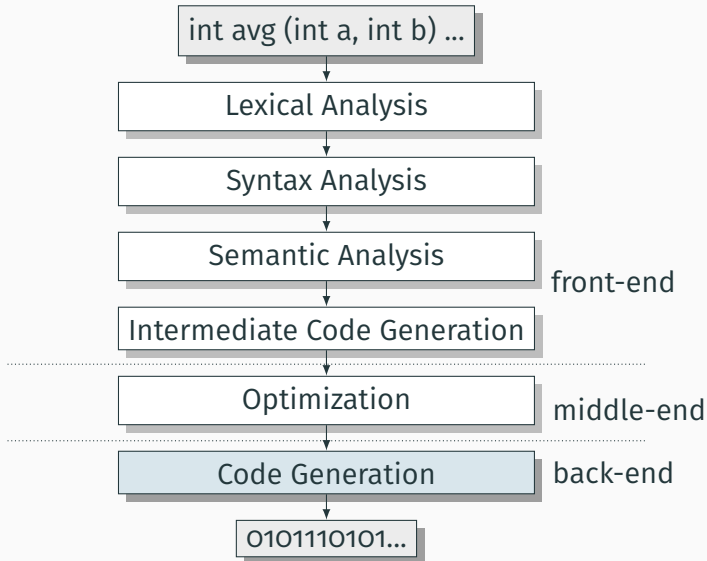 int avg (int a, int b) ...
Lexical Analysis
Syntax Analysis
Semantic Analysis
front-end
Intermediate Code Generation
Optimization
middle-end
Code Generation
back-end
0101110101...